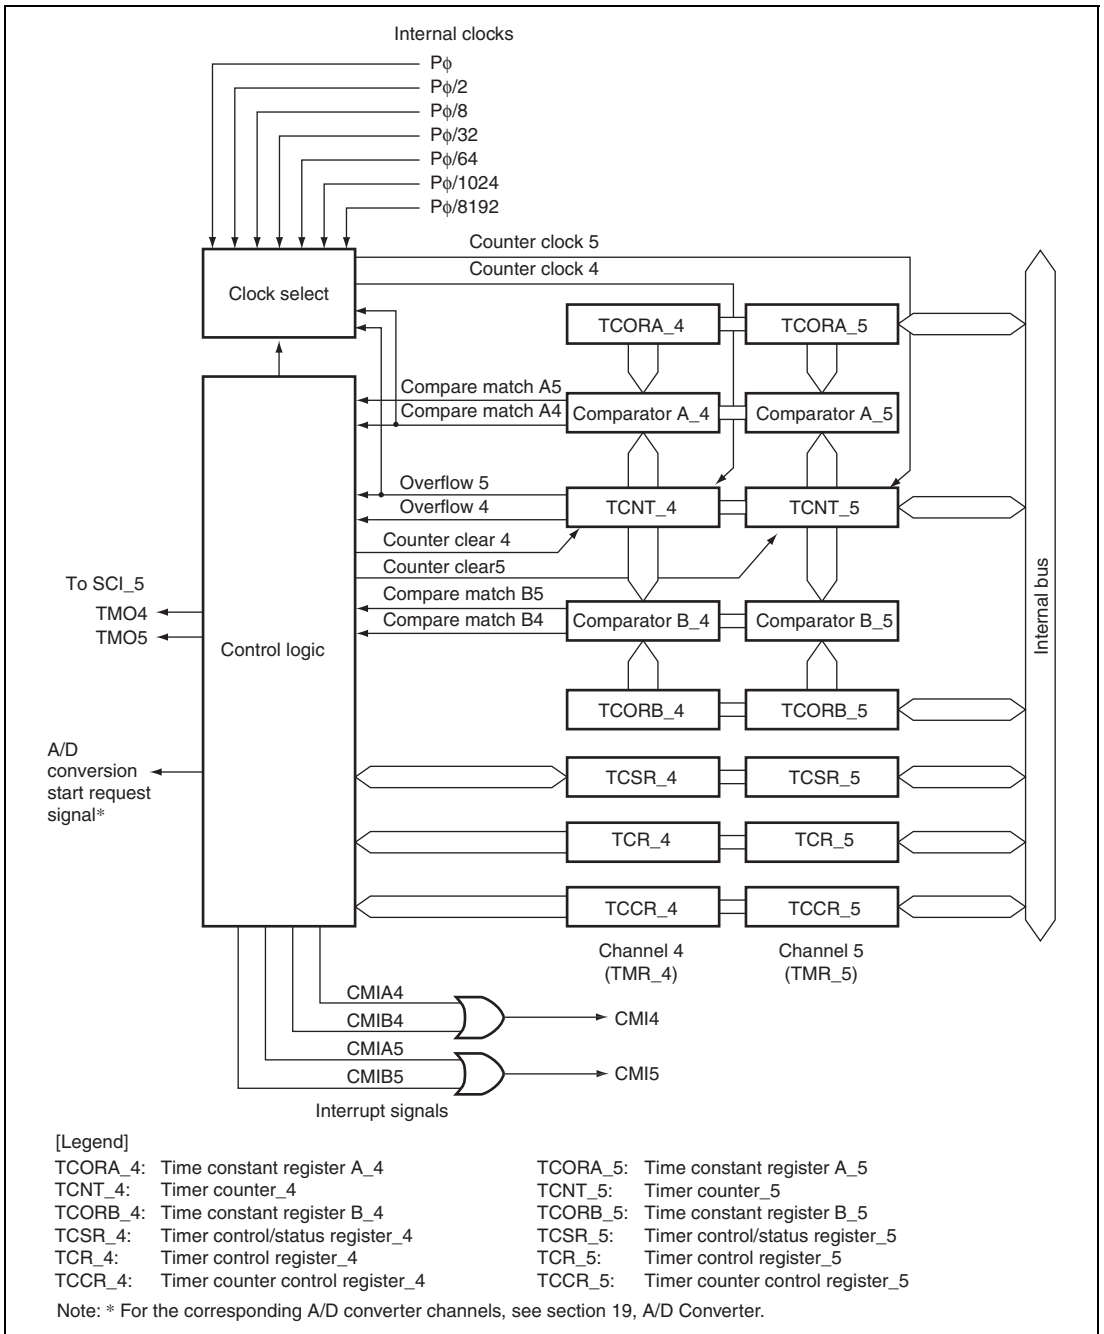 Internal clocks
Pϕ
Pϕ/2
Pϕ/8
Pϕ/32
Pϕ/64
Pϕ/1024
Pϕ/8192
Counter clock 5
Counter clock 4
Clock select
TCORA_4
TCORA_5
Compare match A5
Compare match A4
Comparator A_4
Comparator A_5
Overflow 5
Overflow 4
TCNT_4
TCNT_5
Counter clear 4
Counter clear5
To SCI_5
TMO4
TMO5
Compare match B5
Compare match B4
Comparator B_4
Comparator B_5
Control logic
Internal bus
TCORB_4
TCORB_5
A/D
conversion
start request
signal*
TCSR_4
TCSR_5
TCR_4
TCR_5
TCCR_4
TCCR_5
Channel 4
(TMR_4)
Channel 5
(TMR_5)
CMIA4
CMIB4
CMI4
CMIA5
CMIB5
CMI5
Interrupt signals
[Legend]
TCORA_4: Time constant register A_4
TCNT_4: Timer counter_4
TCORB_4: Time constant register B_4
TCSR_4: Timer control/status register_4
TCR_4: Timer control register_4
TCCR_4: Timer counter control register_4
TCORA_5: Time constant register A_5
TCNT_5: Timer counter_5
TCORB_5: Time constant register B_5
TCSR_5: Timer control/status register_5
TCR_5: Timer control register_5
TCCR_5: Timer counter control register_5
Note: * For the corresponding A/D converter channels, see section 19, A/D Converter.